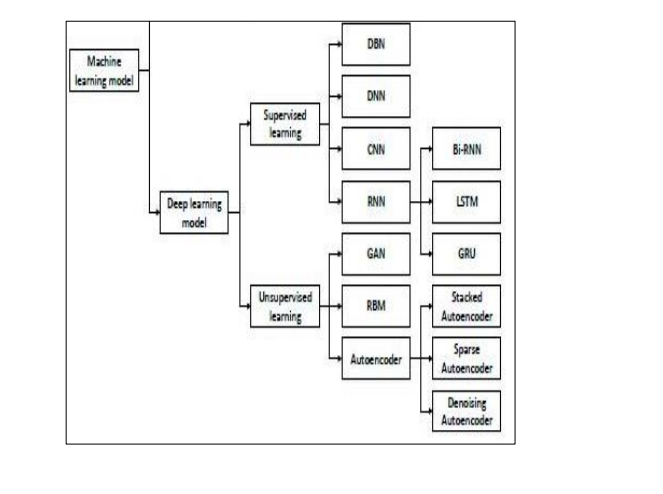 Machine
learning model
Deep learning
model
Supervised
learning
DBN
DNN
CNN
RNN
Bi-RNN
LSTM
GRU
Unsupervised
learning
GAN
RBM
Autoencoder
Stacked
Autoencoder
Sparse
Autoencoder
Denoising
Autoencoder